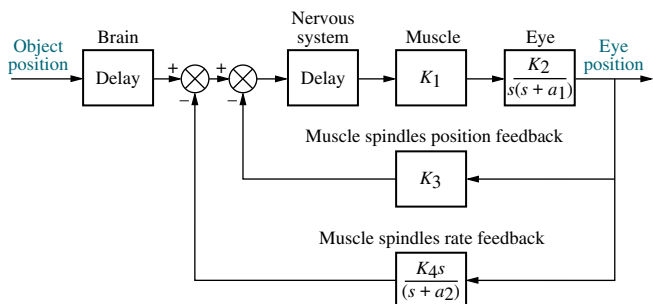 Object
position
Brain
Delay
+
−
+
−
Nervous
system
Delay
Muscle
K1
Eye
K2
s(s + a1)
Eye
position
Muscle spindles position feedback
K3
Muscle spindles rate feedback
K4s
(s + a2)